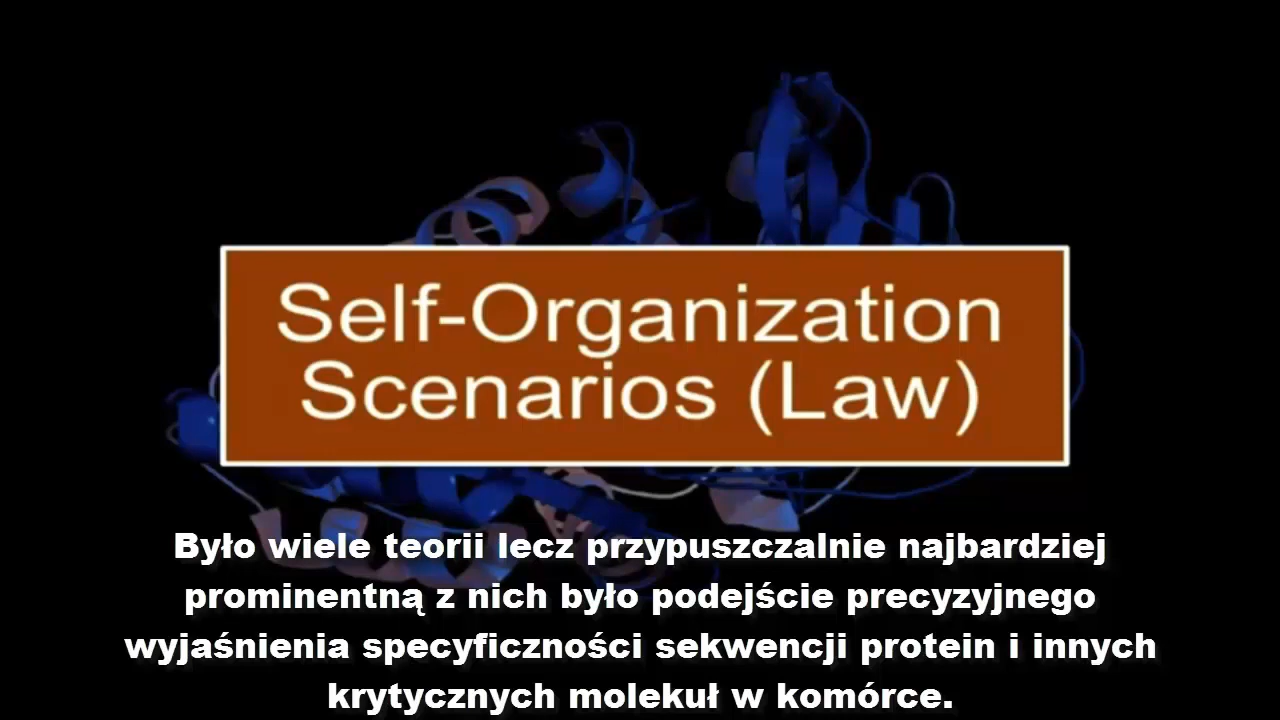 Self-Organization
Scenarios (Law)
Było wiele teorii lecz przypuszczalnie najbardziej
prominentną z nich było podejście precyzyjnego
wyjaśnienia specyficzności sekwencji protein i innych
krytycznych molekuł w komórce.